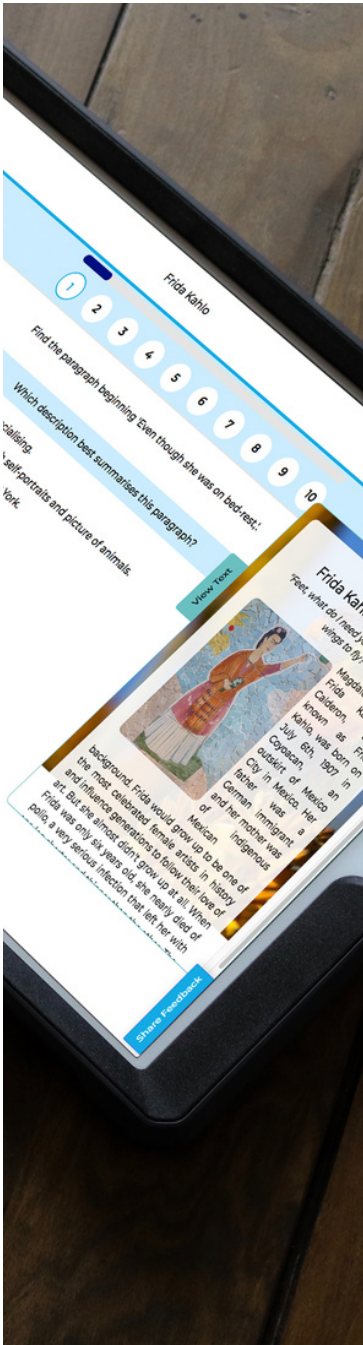 Frida Kahlo
1 2 3 4 5 6 7 8 9 10
Find the paragraph beginning 'Even though she was on bed-rest,'.
Which description best summarises this paragraph?
cialising.
self-portraits and picture of animals.
York.
View Text
Frida Kah
'Feet, what do I need yo
wings to fly
Magda
Frida
Calderon,
known as
Kahlo, was born
July 6th, 1907 in
Coyoacan, an
outskirt of Mexico
City in Mexico. Her
father was a
German immigrant
and her mother was
of indigenous
Mexican
background. Frida would grow up to be one of
the most celebrated female artists in history
and influence generations to follow their love of
art. But she almost didn't grow up at all. When
Frida was only six years old, she nearly died of
polio, a very serious infection that left her with
Share Feedback